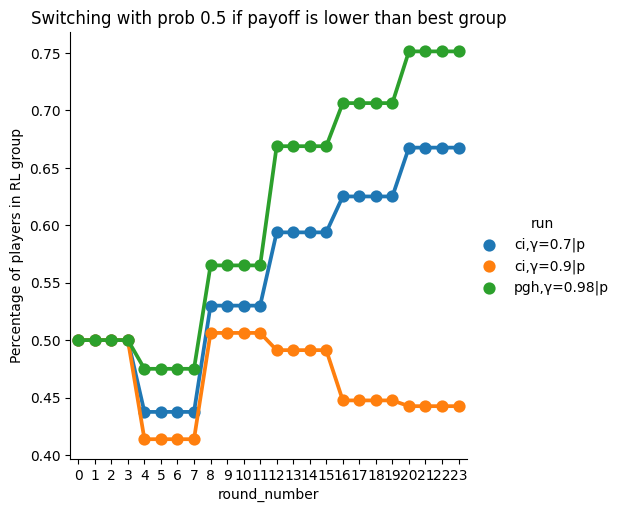 Switching with prob 0.5 if payoff is lower than best group
Percentage of players in RL group
0.75
0.70
0.65
0.60
0.55
0.50
0.45
0.40
0 1 2 3 4 5 6 7 8 9 10 11 12 13 14 15 16 17 18 19 20 21 22 23
round_number
run
ci,γ=0.7|p
ci,γ=0.9|p
pgh,γ=0.98|p